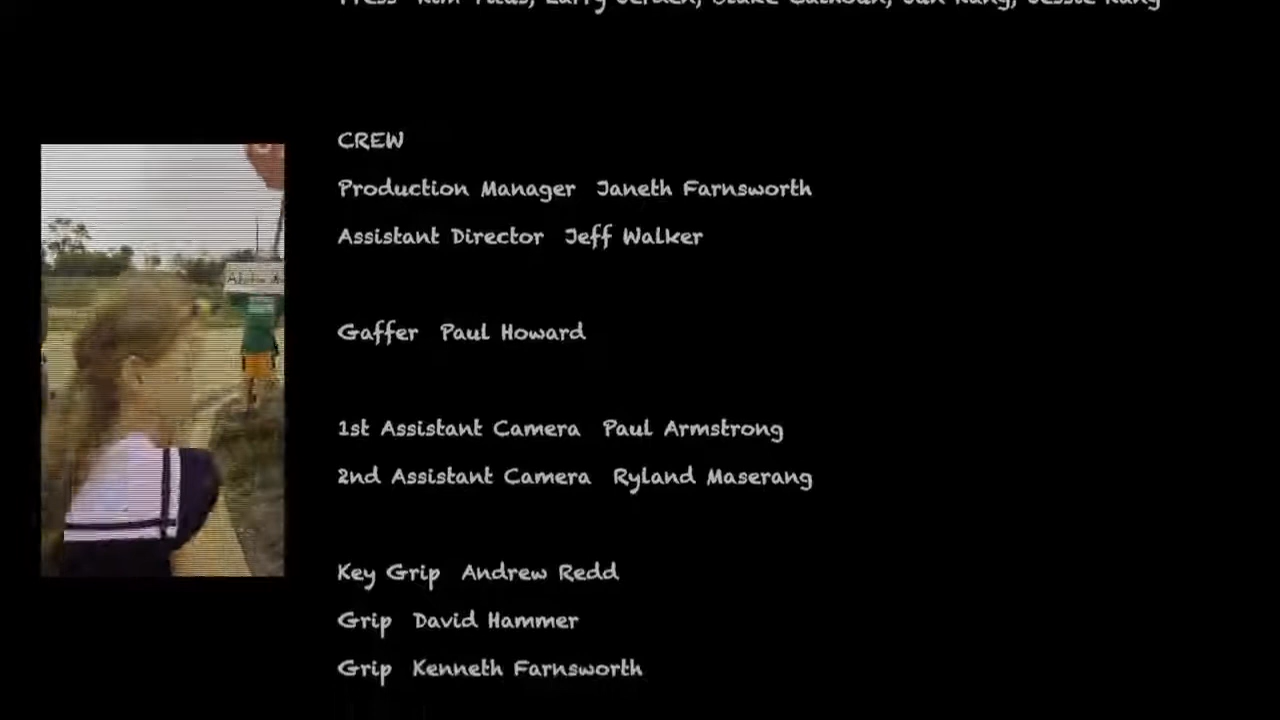 CREW
Production Manager Janeth Farnsworth
Assistant Director Jeff Walker
Gaffer Paul Howard
1st Assistant Camera Paul Armstrong
2nd Assistant Camera Ryland Maserang
Key Grip Andrew Redd
Grip David Hammer
Grip Kenneth Farnsworth